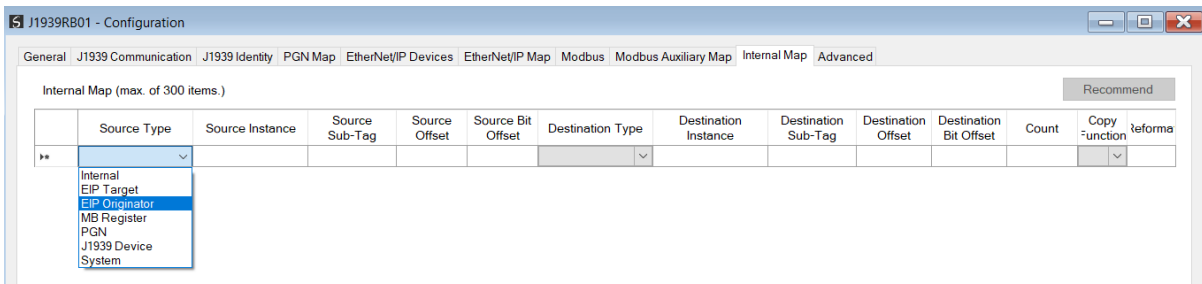 J1939RB01 - Configuration
General J1939 Communication J1939 Identity PGN Map EtherNet/IP Devices EtherNet/IP Map Modbus Modbus Auxiliary Map Internal Map Advanced
Internal Map (max. of 300 items.)
Recommend
Source Type Source Instance Source Sub-Tag Source Offset Source Bit Offset Destination Type Destination Instance Destination Sub-Tag Destination Offset Destination Bit Offset Count Copy Function Reforma
Internal
EIP Target
EIP Originator
MB Register
PGN
J1939 Device
System